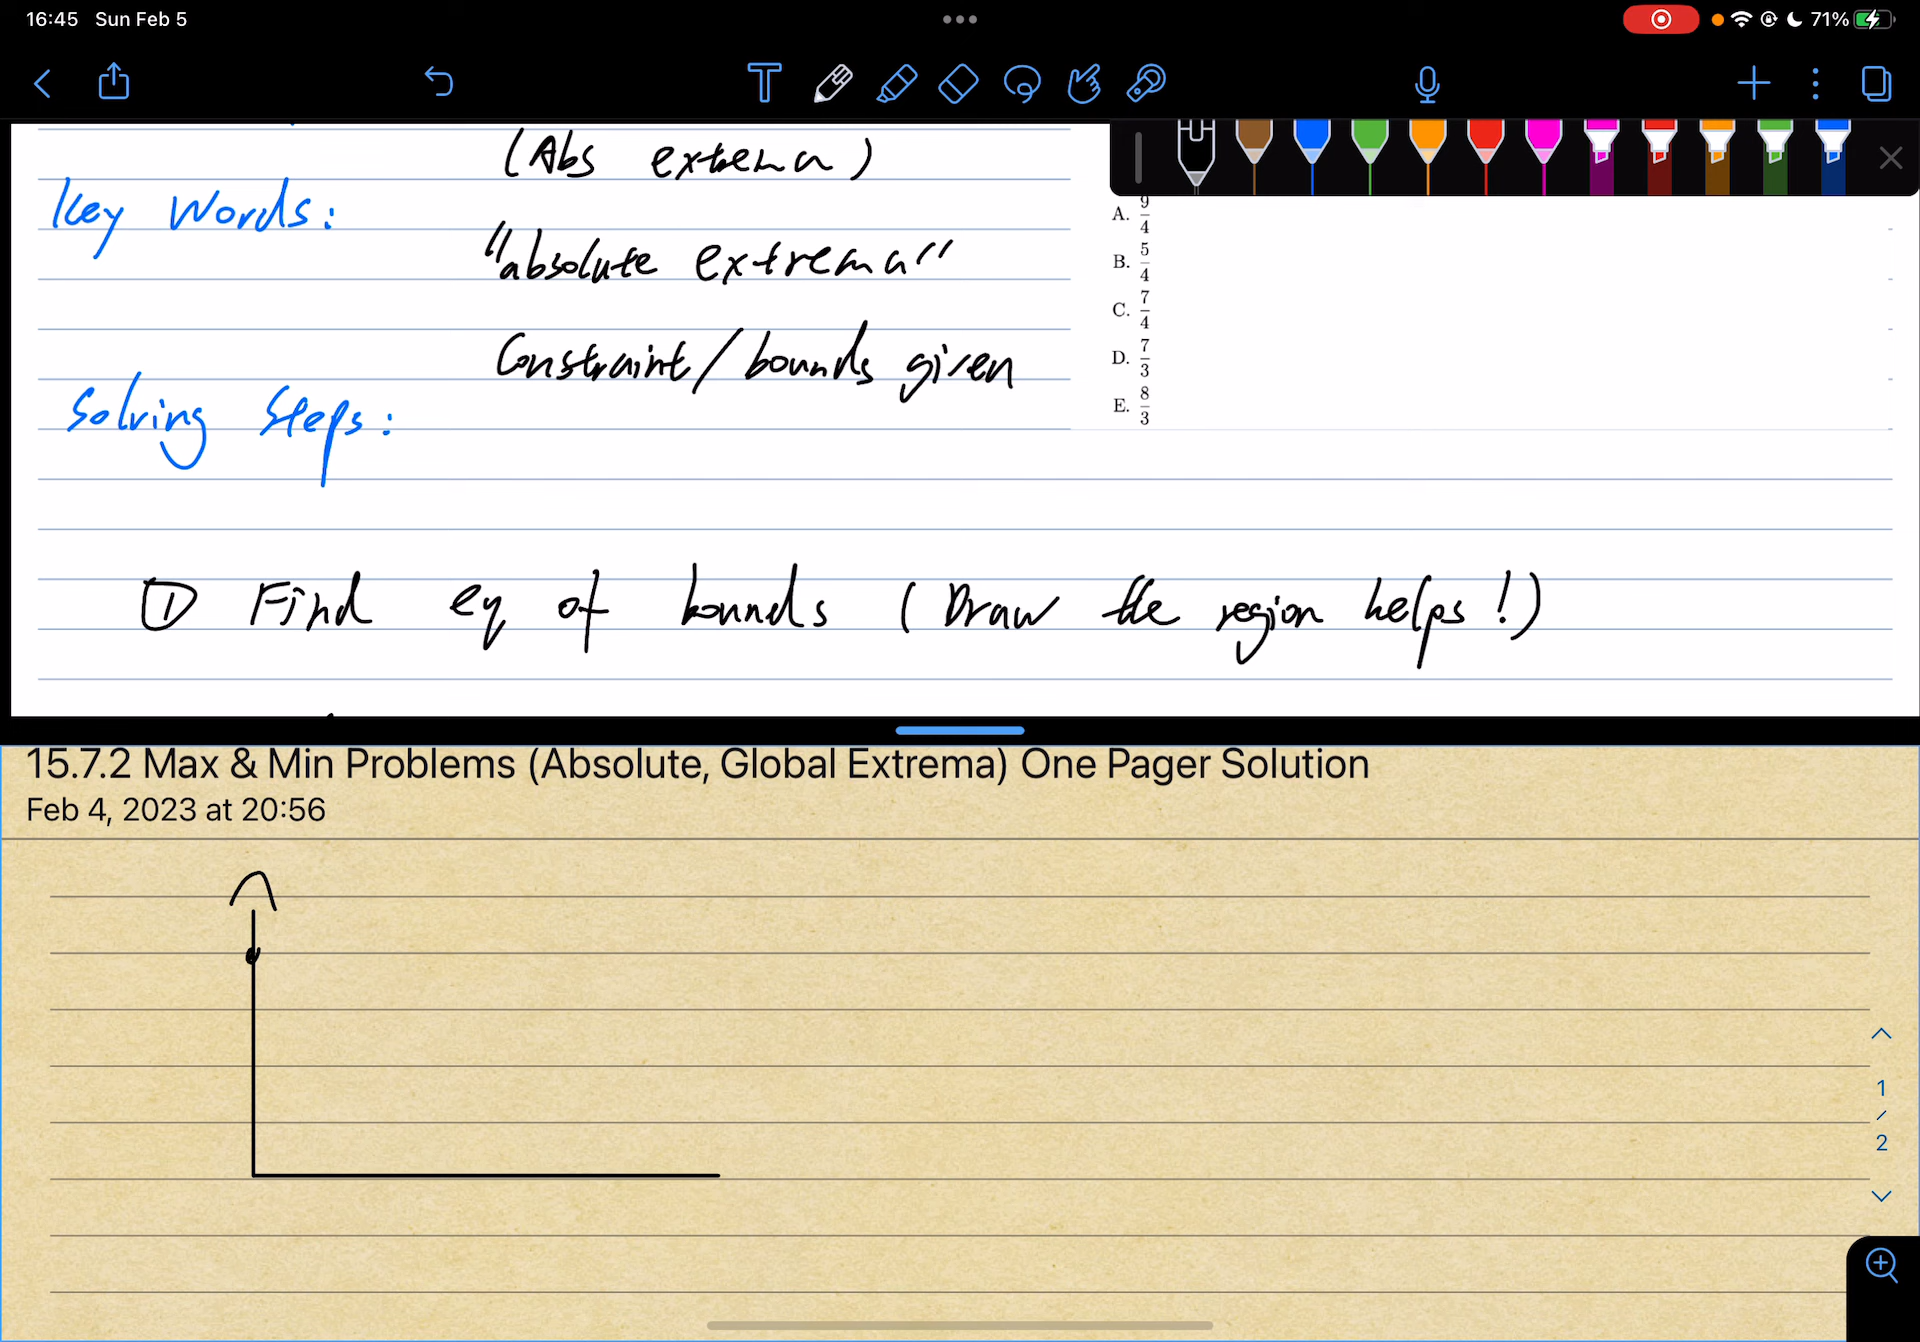 16:45 Sun Feb 5
71%
(Abs extema)
Key Words:
"absolute extrema"
Constraint/bounds given
A. 9/4
B. 5/4
C. 7/4
D. 7/3
E. 8/3
Solving Steps:
① Find eq of bounds (Draw the region helps!)
15.7.2 Max & Min Problems (Absolute, Global Extrema) One Pager Solution
Feb 4, 2023 at 20:56
1
/
2